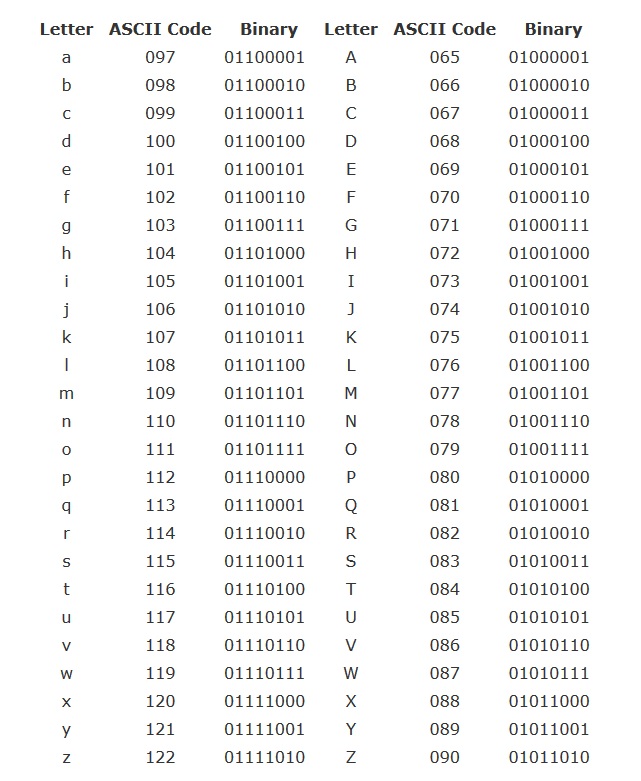 Letter ASCII Code Binary Letter ASCII Code Binary
a 097 01100001 A 065 01000001
b 098 01100010 B 066 01000010
c 099 01100011 C 067 01000011
d 100 01100100 D 068 01000100
e 101 01100101 E 069 01000101
f 102 01100110 F 070 01000110
g 103 01100111 G 071 01000111
h 104 01101000 H 072 01001000
i 105 01101001 I 073 01001001
j 106 01101010 J 074 01001010
k 107 01101011 K 075 01001011
l 108 01101100 L 076 01001100
m 109 01101101 M 077 01001101
n 110 01101110 N 078 01001110
o 111 01101111 O 079 01001111
p 112 01110000 P 080 01010000
q 113 01110001 Q 081 01010001
r 114 01110010 R 082 01010010
s 115 01110011 S 083 01010011
t 116 01110100 T 084 01010100
u 117 01110101 U 085 01010101
v 118 01110110 V 086 01010110
w 119 01110111 W 087 01010111
x 120 01111000 X 088 01011000
y 121 01111001 Y 089 01011001
z 122 01111010 Z 090 01011010